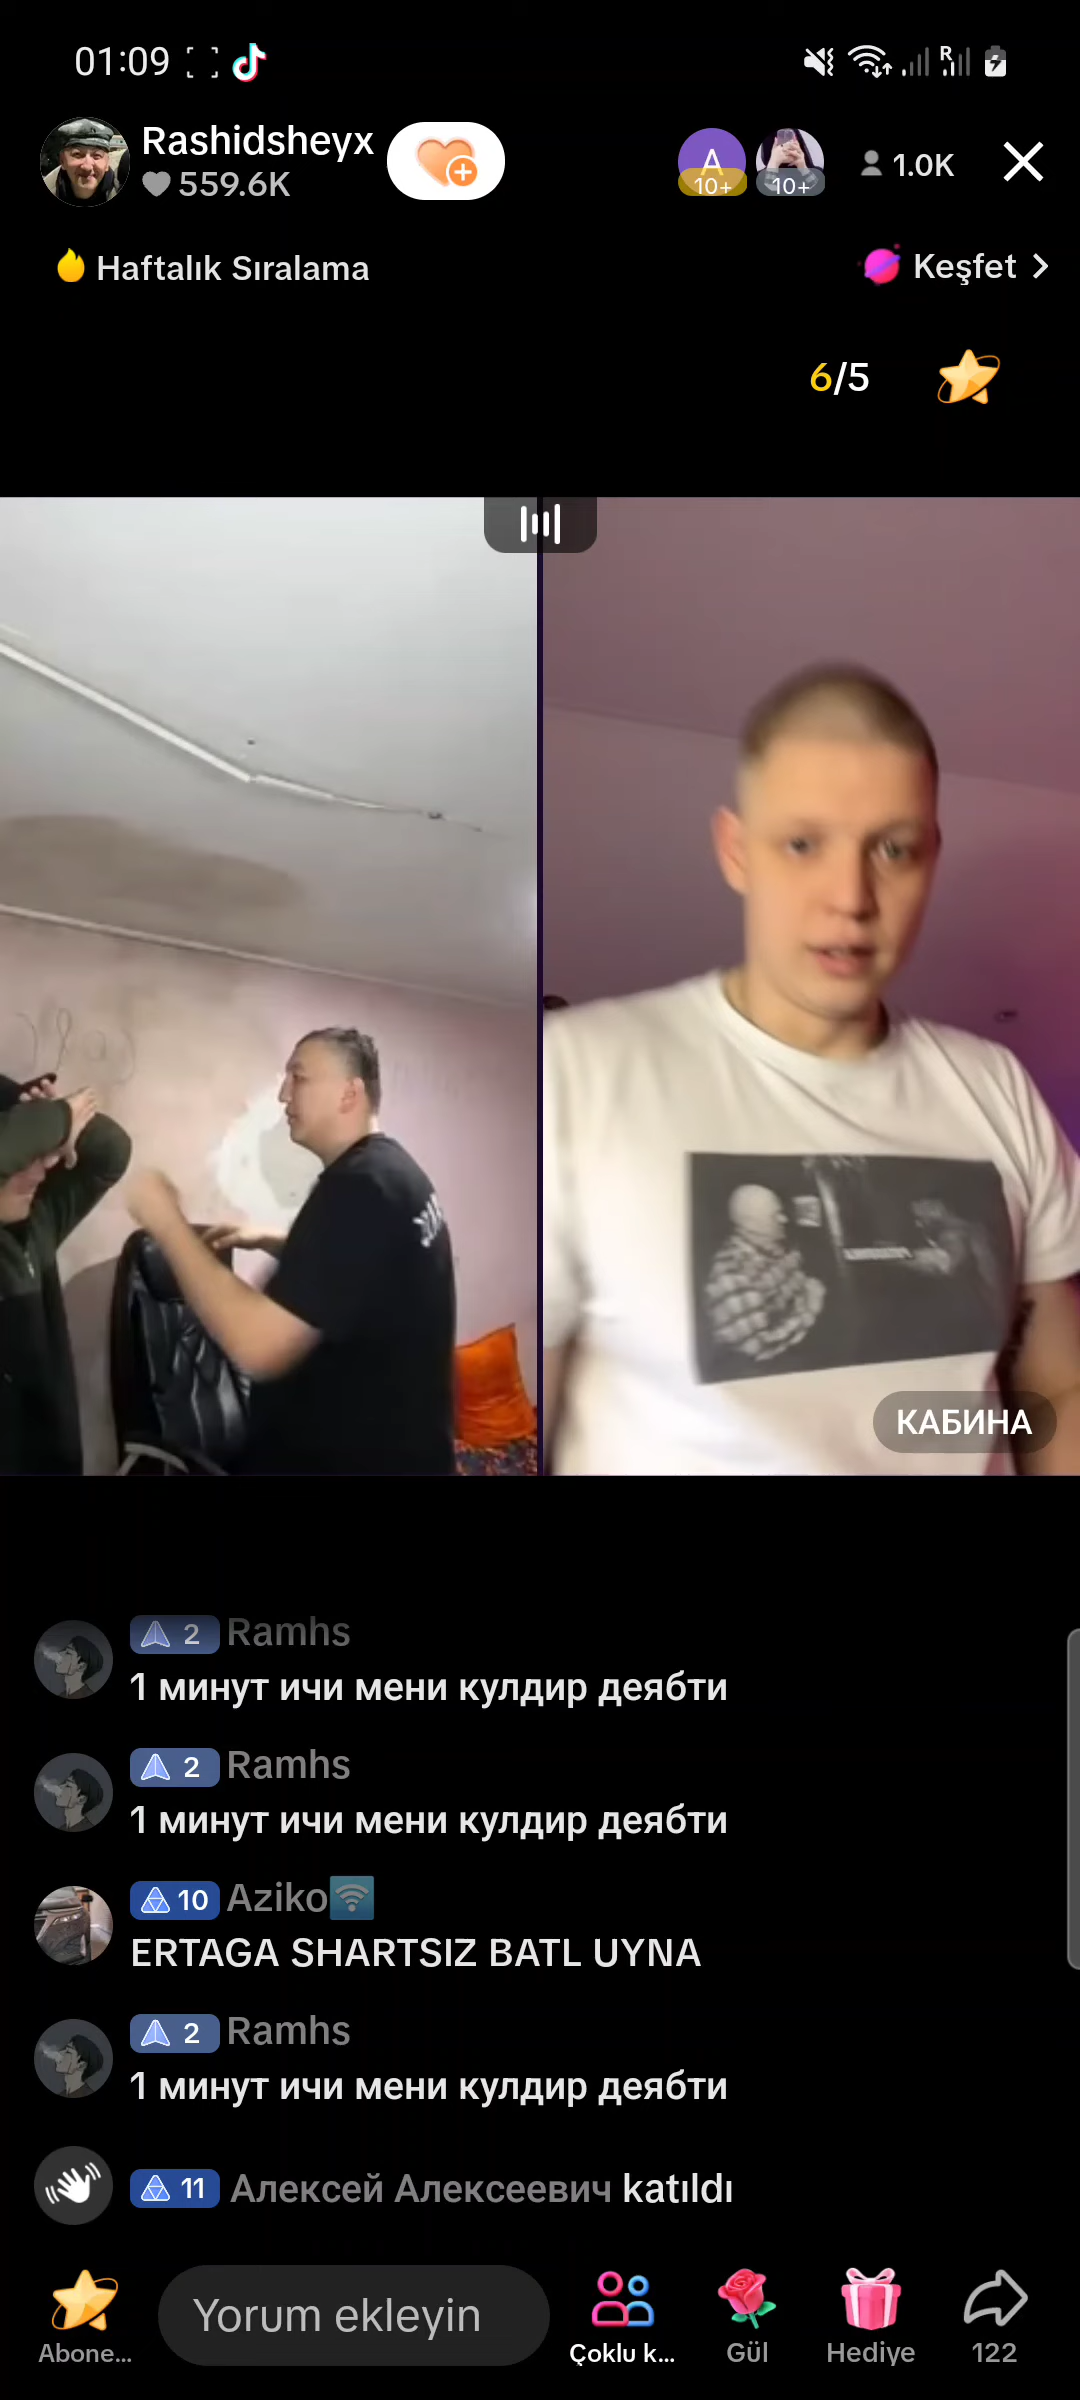 01:09
Rashidsheyx
559.6K
A
10+
10+
1.0K
Haftalık Sıralama
Keşfet
6/5
КАБИНА
2 Ramhs
1 минут ичи мени кулдир деябти
2 Ramhs
1 минут ичи мени кулдир деябти
10 Aziko
ERTAGA SHARTSIZ BATL UYNA
2 Ramhs
1 минут ичи мени кулдир деябти
11 Алексей Алексеевич katıldı
Abone...
Yorum ekleyin
Çoklu k...
Gül
Hediye
122